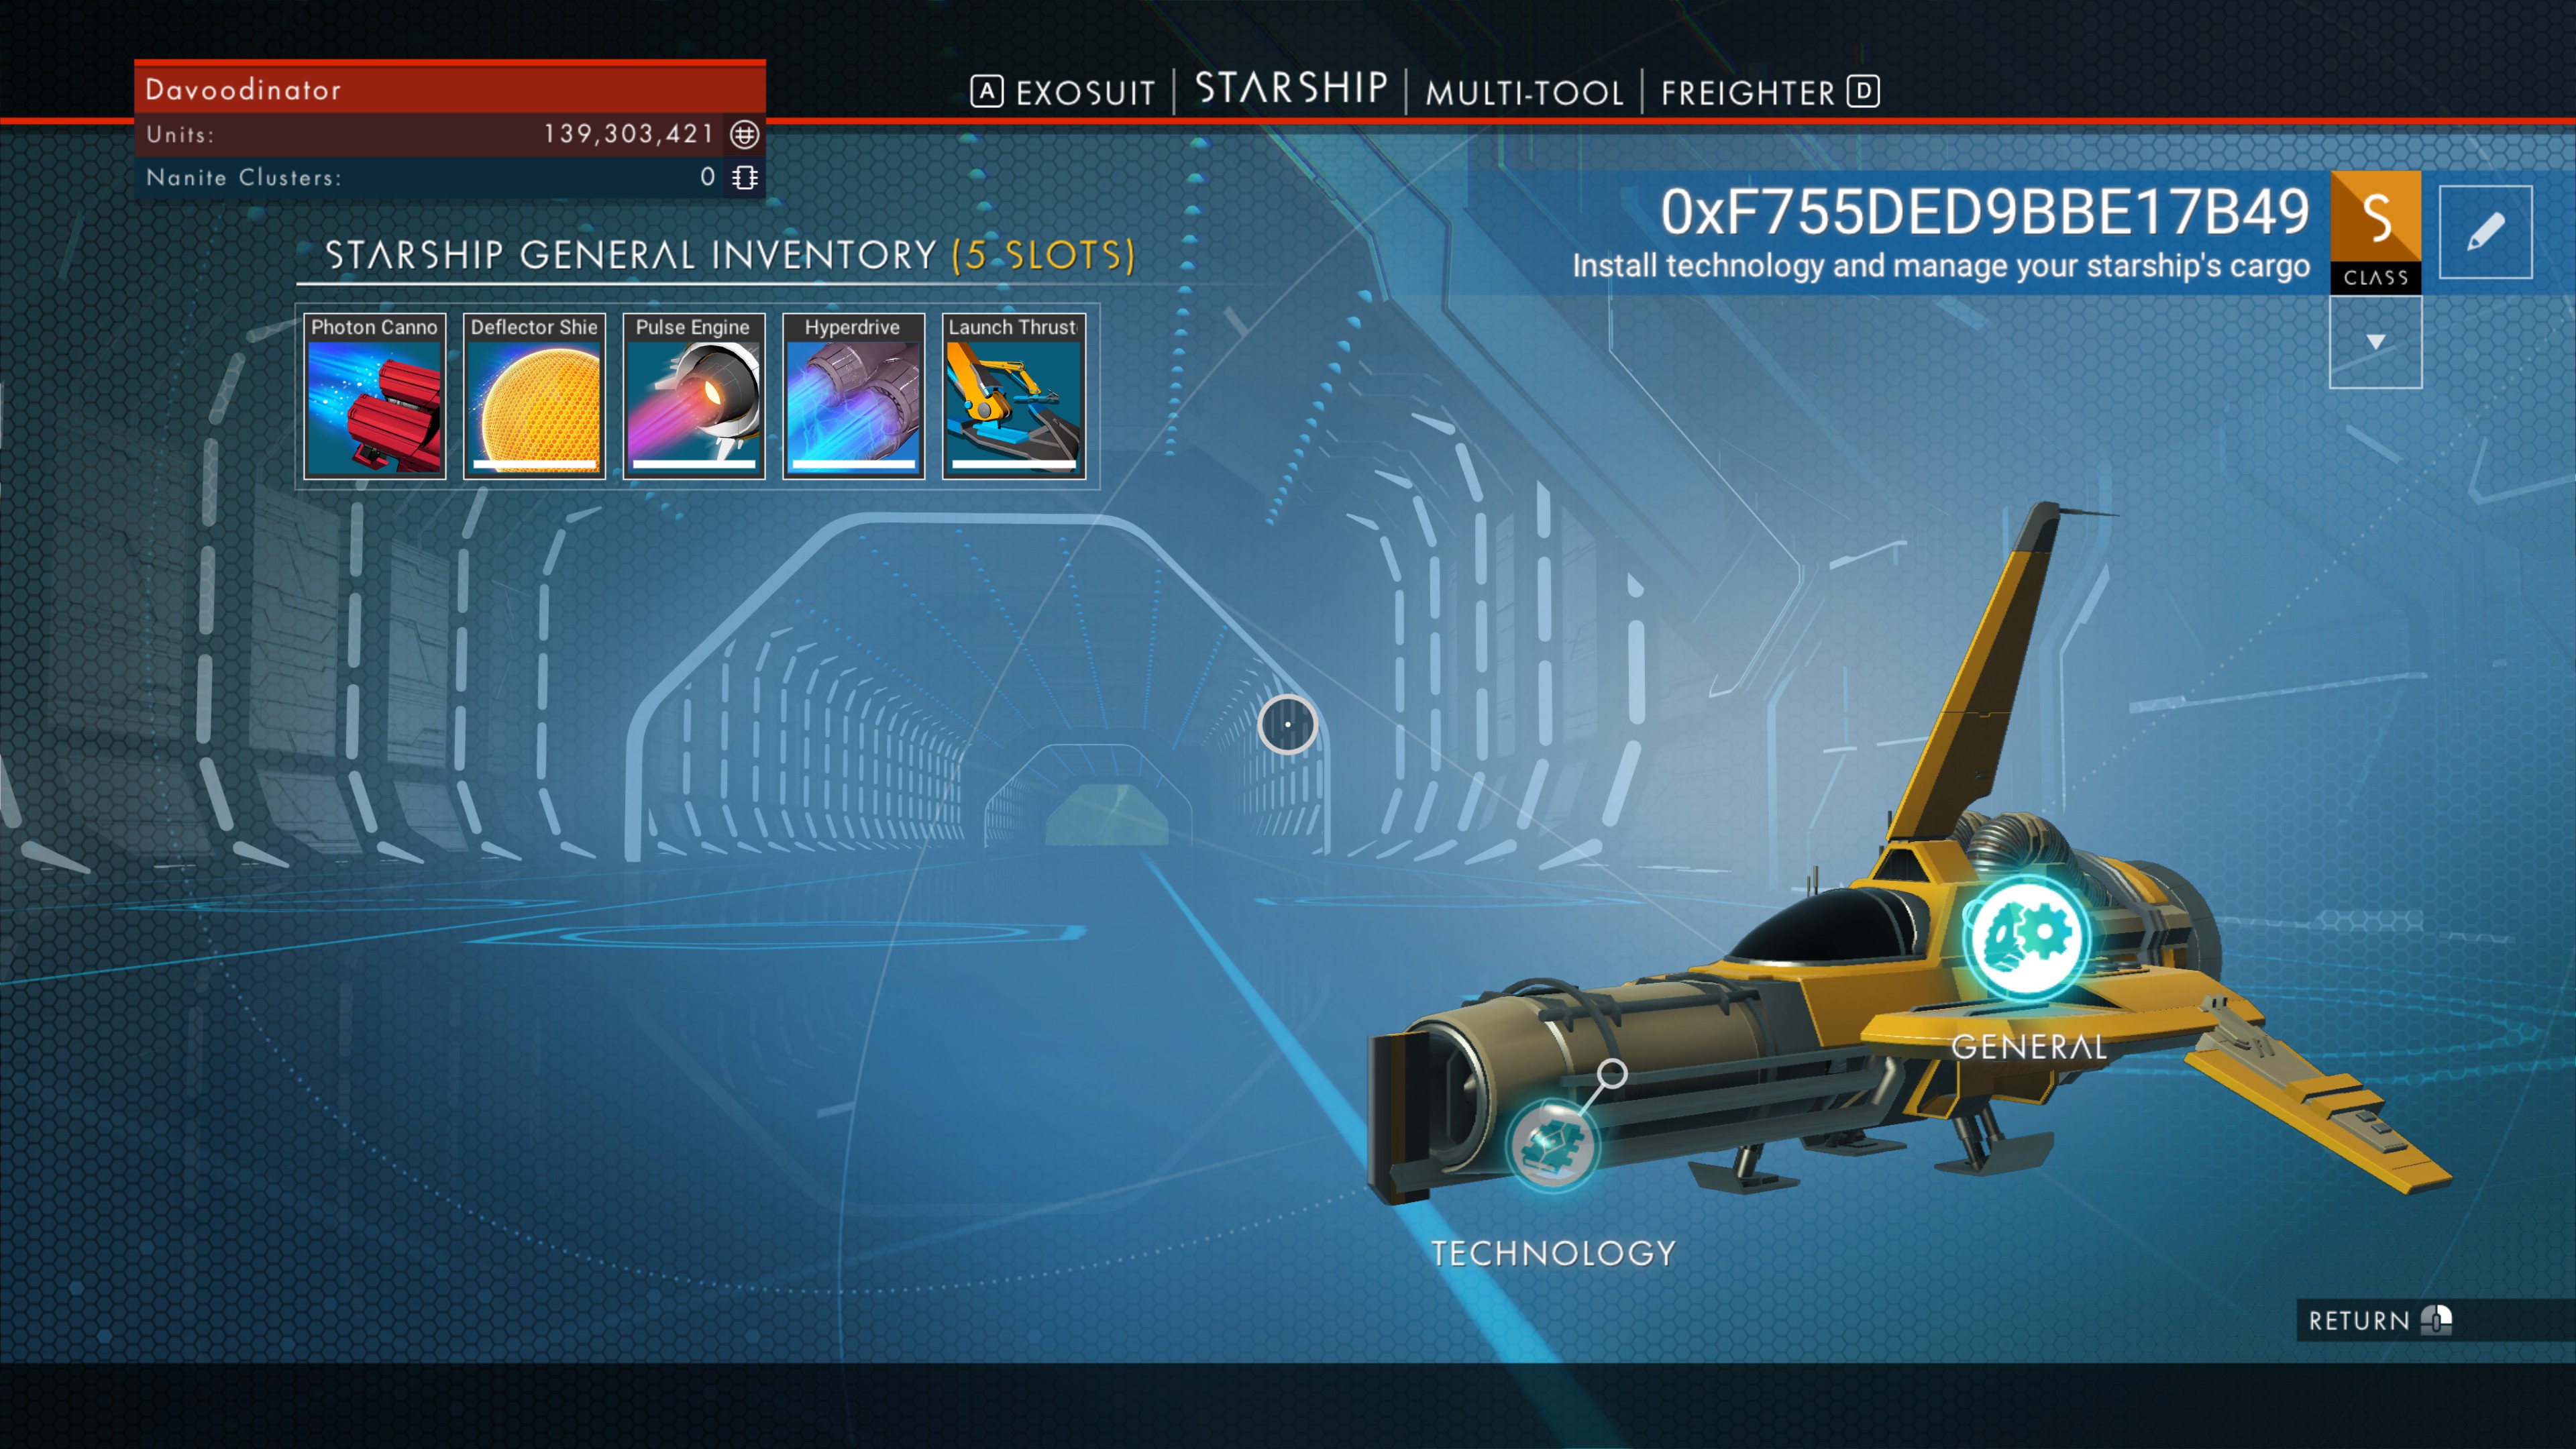 Davoodinator
Units: 139,303,421
Nanite Clusters: 0
A EXOSUIT STARSHIP MULTI-TOOL FREIGHTER D
0xF755DED9BBE17B49
Install technology and manage your starship's cargo
S
CLASS
STARSHIP GENERAL INVENTORY (5 SLOTS)
Photon Canno Deflector Shie Pulse Engine Hyperdrive Launch Thrust
GENERAL
TECHNOLOGY
RETURN